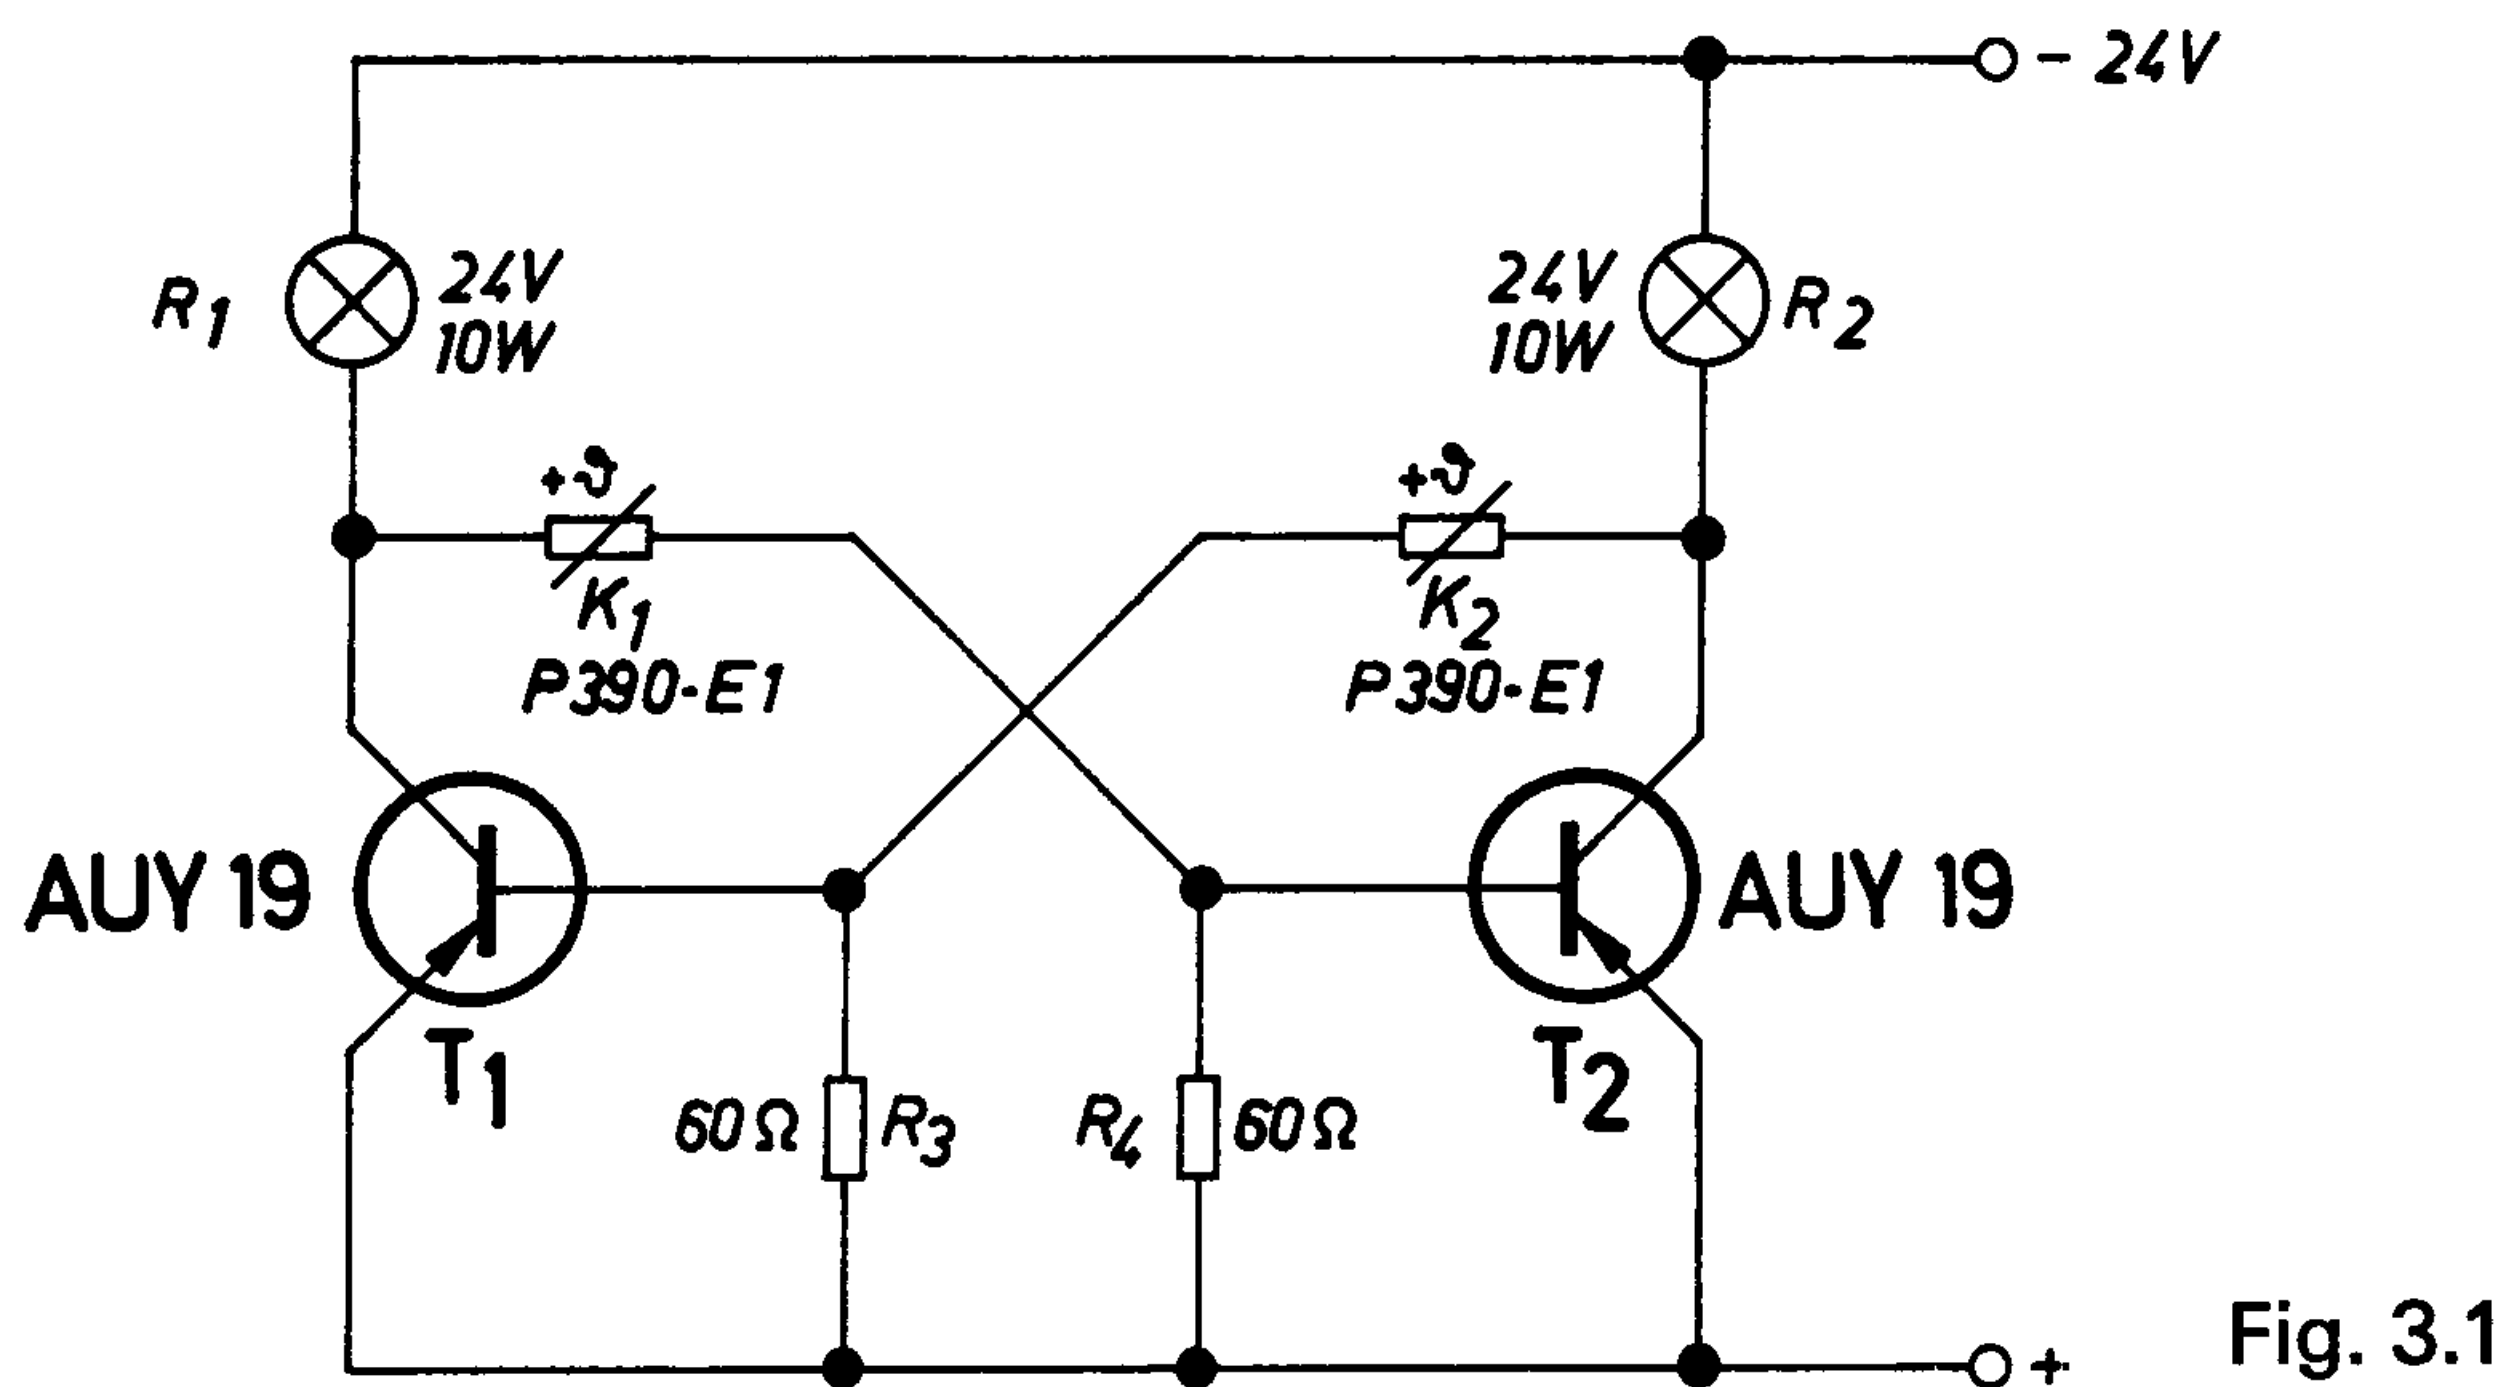 - 24V
R1
24V
10W
24V
10W
R2
+ϑ
+ϑ
K1
P390-E1
K2
P390-E1
AUY 19
AUY 19
T1
T2
60Ω
R3
R4
60Ω
+
Fig. 3.1